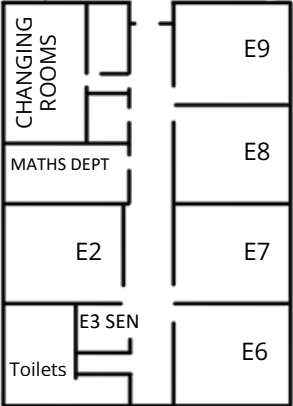 CHANGING
ROOMS
E9
E8
MATHS DEPT
E2
E7
E3 SEN
E6
Toilets